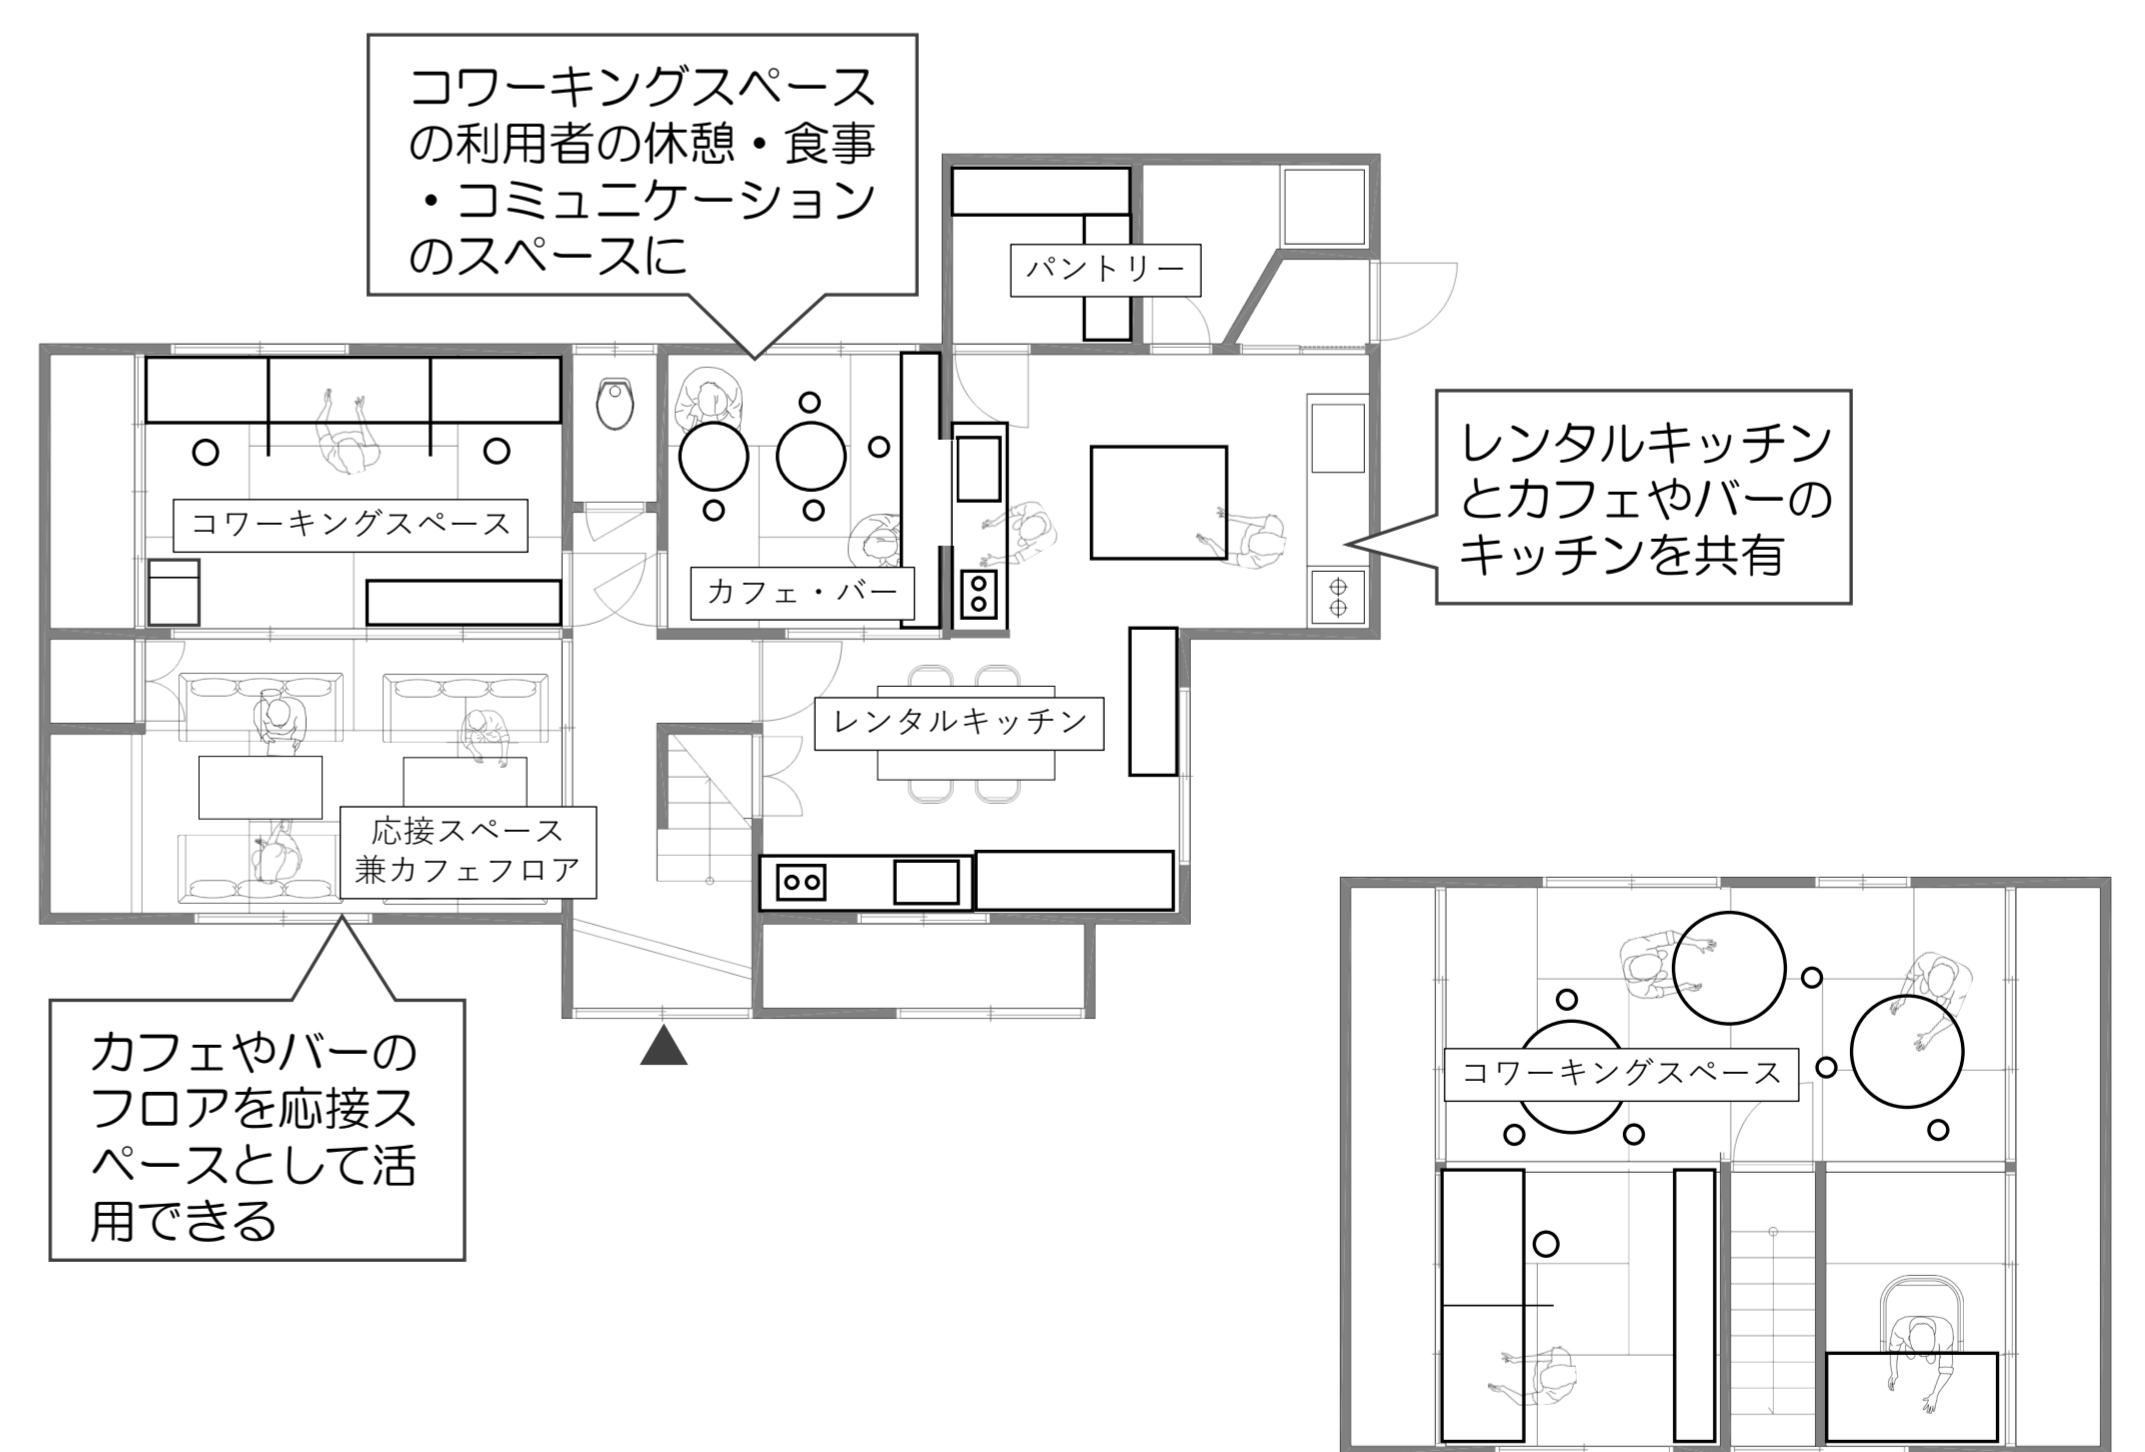 コワーキングスペース
の利用者の休憩・食事
・コミュニケーション
のスペースに
パントリー
レンタルキッチン
とカフェやバーの
キッチンを共有
コワーキングスペース
カフェ・バー
レンタルキッチン
応接スペース
兼カフェフロア
カフェやバーの
フロアを応接ス
ペースとして活
用できる
コワーキングスペース